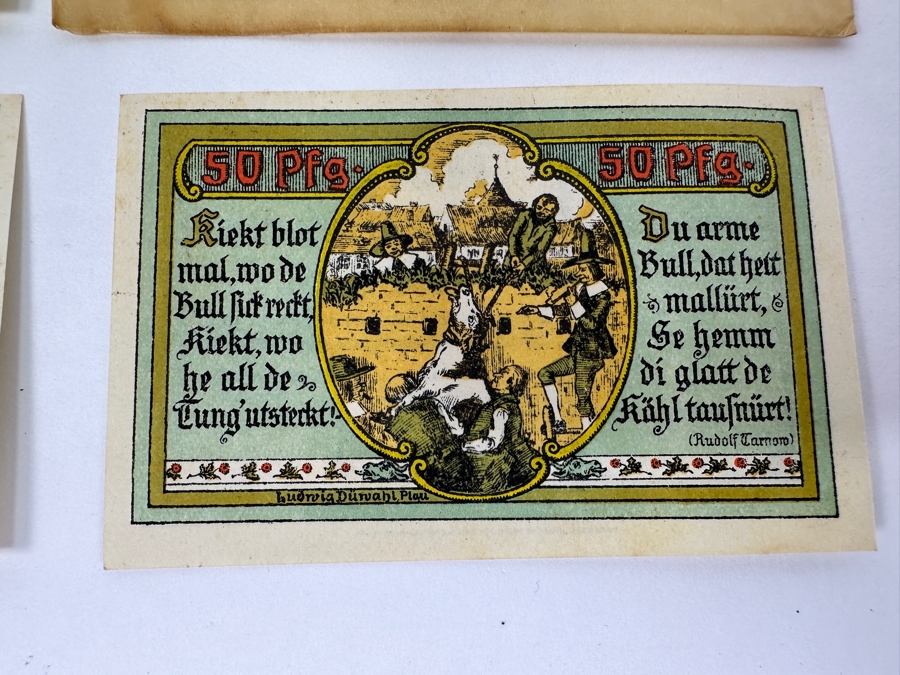 50 Pfg.
50 Pfg.
Kiekt blot
mal, wo de
Bull sick reckt,
Kiekt, wo
he all de
Tung' utsteckt!
Du arme
Bull, dat hett
mallürt,
Se hemm
di glatt de
Kähl tausnürt!
(Rudolf Tarnow)
Ludwig Düwahl, Plau